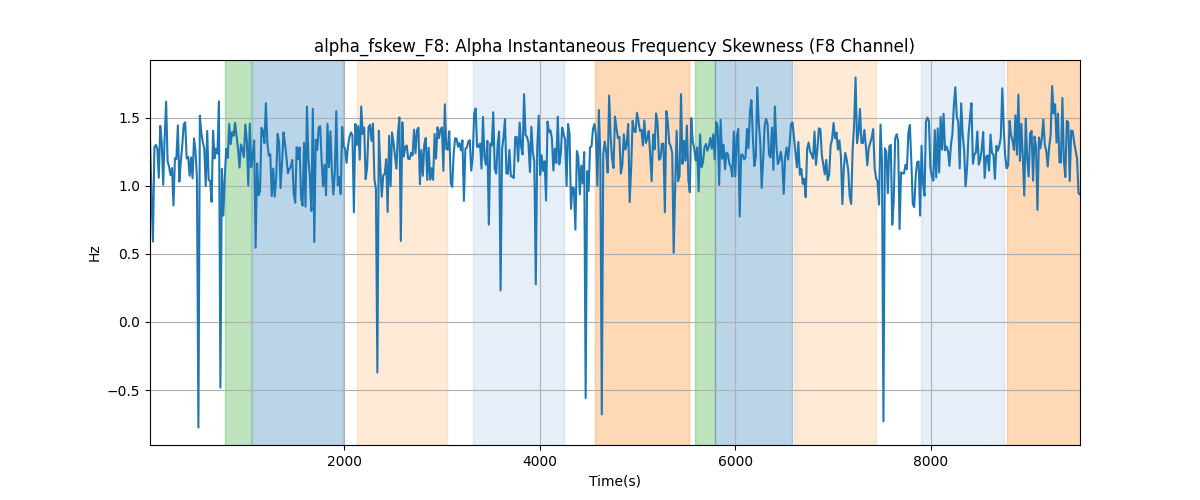 alpha_fskew_F8: Alpha Instantaneous Frequency Skewness (F8 Channel)
Hz
1.5
1.0
0.5
0.0
−0.5
2000 4000 6000 8000
Time(s)